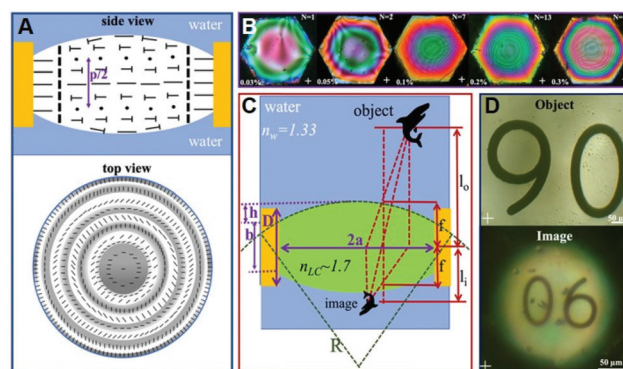 A
side view
water
p/2
water
top view
B
N=1
N=2
N=7
N=13
N=300
0.03%
0.05%
0.1%
0.2%
0.3%
C
water
object
n_w=1.33
l_o
h
D
b
2a
f
f
n_LC~1.7
l_i
image
R
D
Object
90
50 µm
Image
06
50 µm